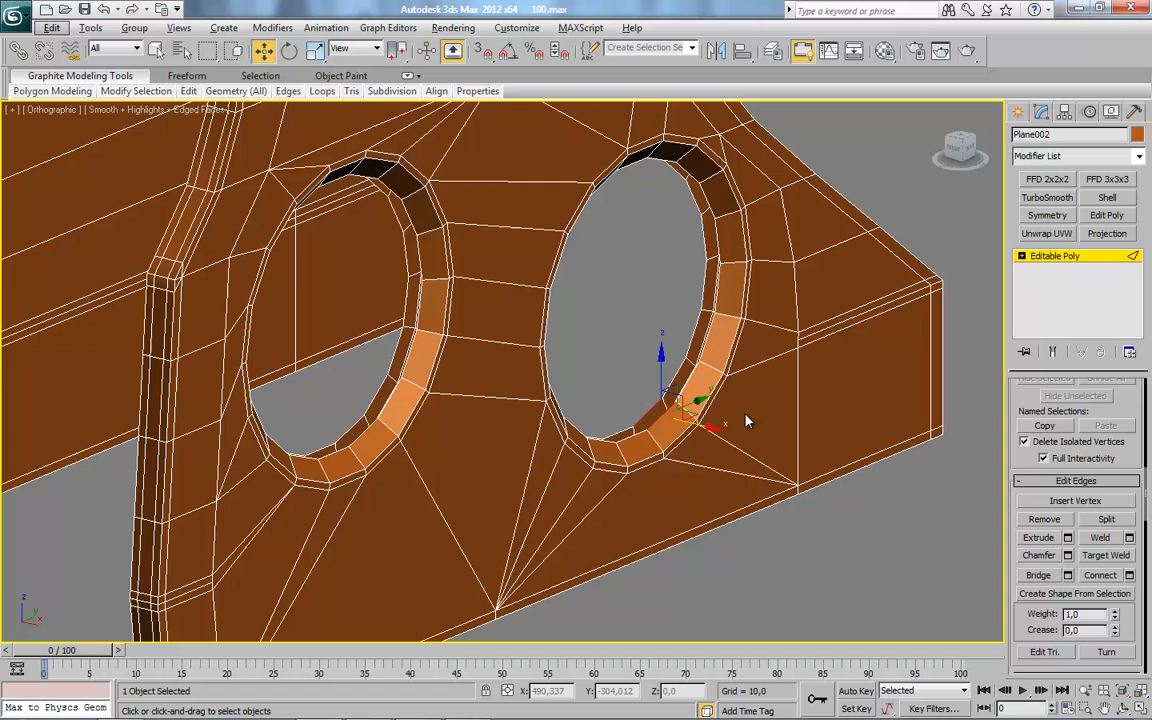 Autodesk 3ds Max 2012 x64    100.max
Type a keyword or phrase
Edit Tools Group Views Create Modifiers Animation Graph Editors Rendering Customize MAXScript Help
All View 3 Create Selection Se
Graphite Modeling Tools Freeform Selection Object Paint
Polygon Modeling Modify Selection Edit Geometry (All) Edges Loops Tris Subdivision Align Properties
[ + ] [ Orthographic ] [ Smooth + Highlights + Edged Faces ]
Plane002
Modifier List
FFD 2x2x2 FFD 3x3x3
TurboSmooth Shell
Symmetry Edit Poly
Unwrap UVW Projection
Editable Poly
Hide Selected Unhide All
Hide Unselected
Named Selections:
Copy Paste
Delete Isolated Vertices
Full Interactivity
- Edit Edges
Insert Vertex
Remove Split
Extrude Weld
Chamfer Target Weld
Bridge Connect
Create Shape From Selection
Weight: 1,0
Crease: 0,0
Edit Tri. Turn
z
y
x
z
y
x
< 0 / 100 >
0 5 10 15 20 25 30 35 40 45 50 55 60 65 70 75 80 85 90 95 100
1 Object Selected X: 490,337 Y: -304,012 Z: 0,0 Grid = 10,0 Auto Key Selected
Max to Physcs Geom Click or click-and-drag to select objects Add Time Tag Set Key Key Filters... 0